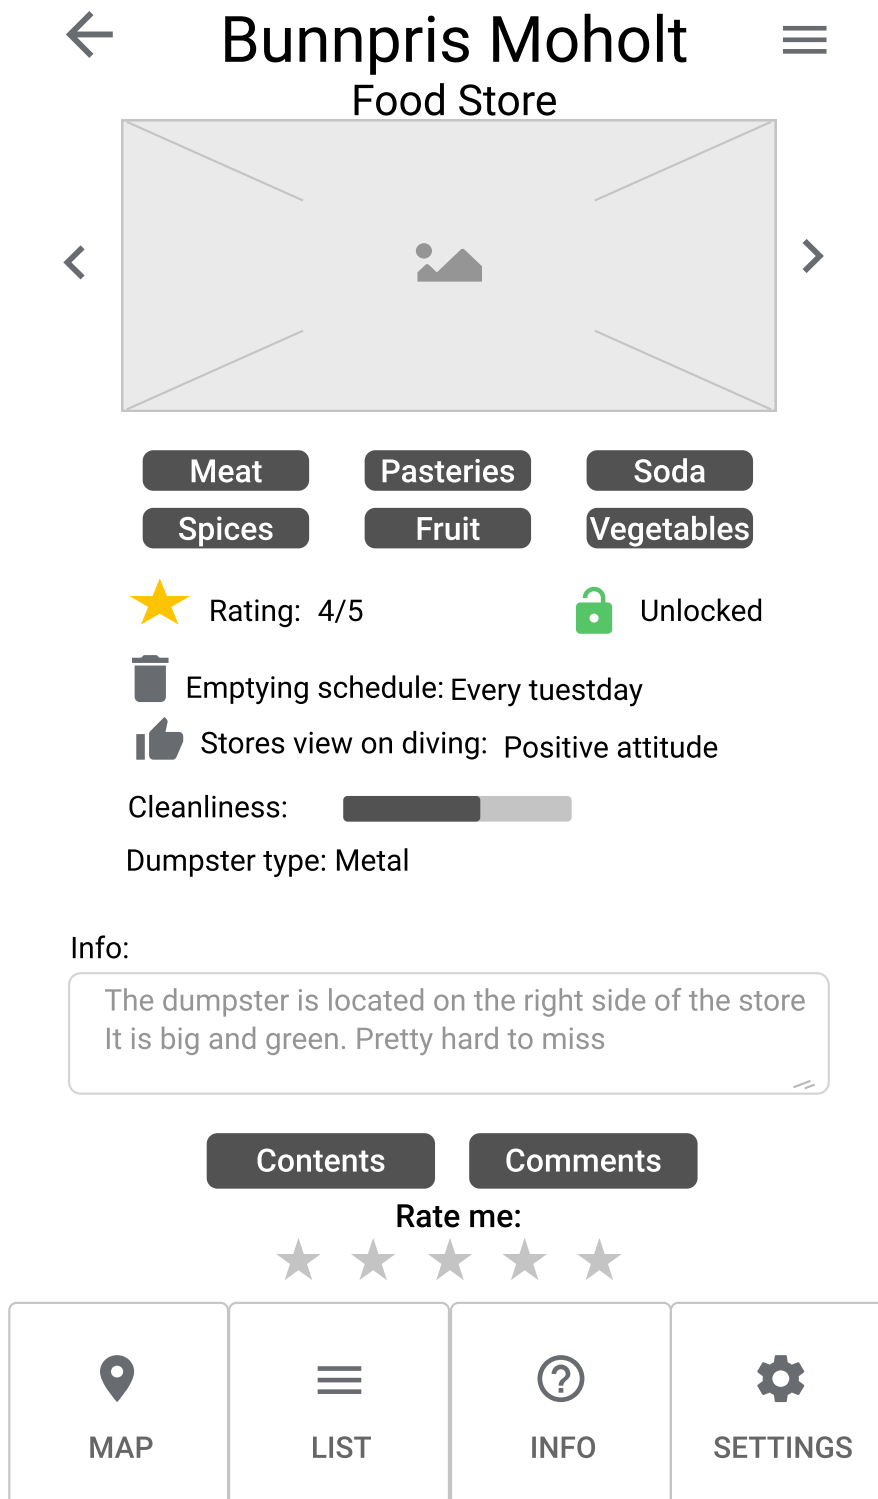 Bunnpris Moholt
Food Store
Meat Pasteries Soda
Spices Fruit Vegetables
Rating: 4/5 Unlocked
Emptying schedule: Every tuestday
Stores view on diving: Positive attitude
Cleanliness:
Dumpster type: Metal
Info:
The dumpster is located on the right side of the store
It is big and green. Pretty hard to miss
Contents Comments
Rate me:
MAP LIST INFO SETTINGS